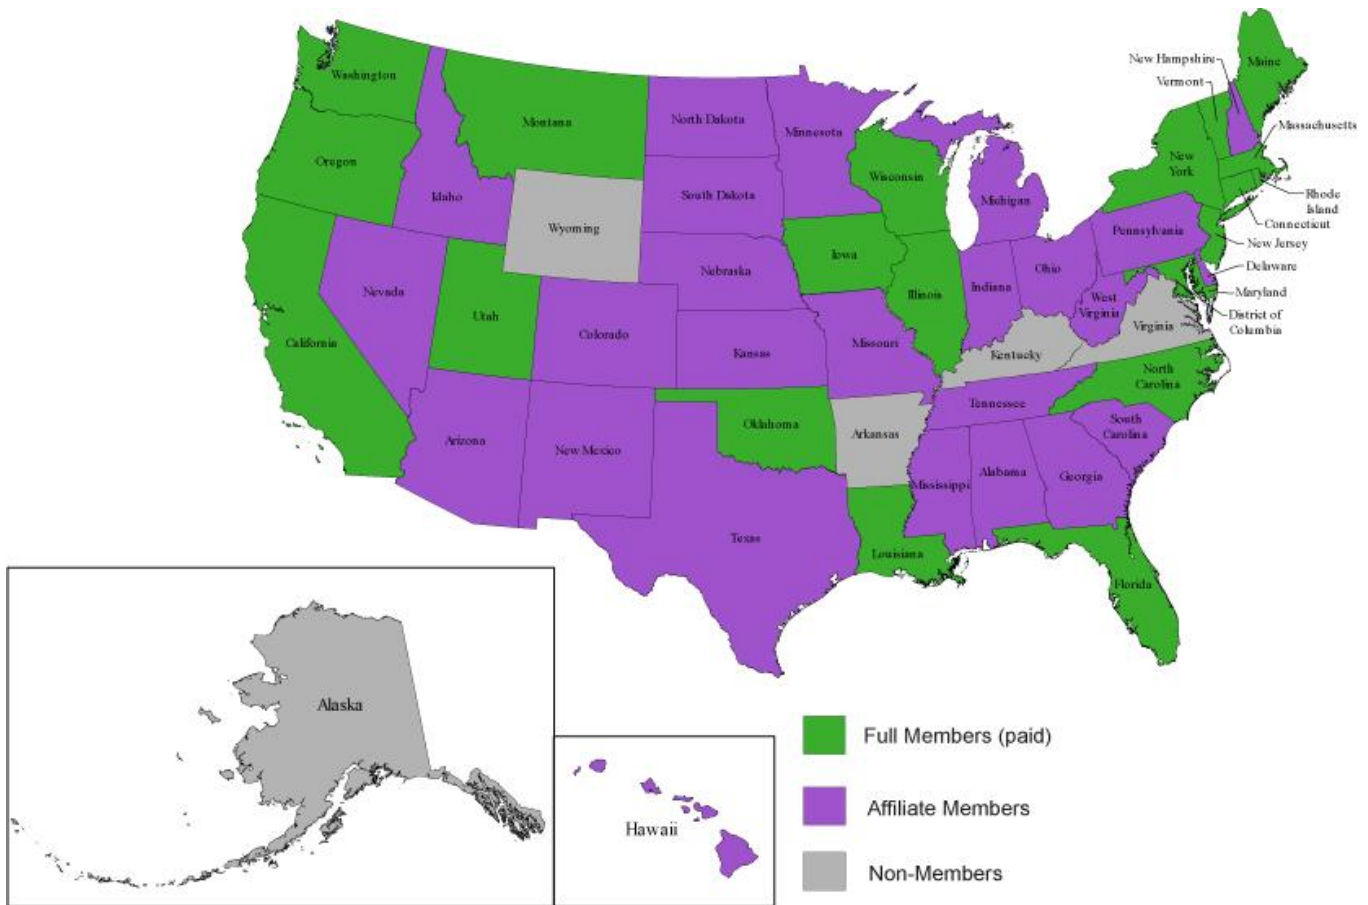 Washington
Montana
North Dakota
Minnesota
New Hampshire
Vermont
Maine
Massachusetts
Oregon
Idaho
Wyoming
South Dakota
Wisconsin
Michigan
New
York
Rhode
Island
Connecticut
New Jersey
Pennsylvania
Delaware
Maryland
District of
Columbia
Nevada
Utah
Colorado
Nebraska
Iowa
Illinois
Indiana
Ohio
West
Virginia
Virginia
California
Kansas
Missouri
Kentucky
North
Carolina
Tennessee
South
Carolina
Arizona
New Mexico
Oklahoma
Arkansas
Mississippi
Alabama
Georgia
Texas
Louisiana
Florida
Alaska
Hawaii
Full Members (paid)
Affiliate Members
Non-Members